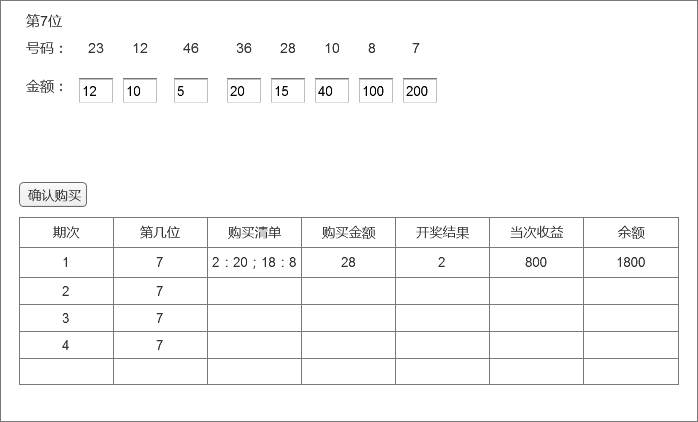 第7位
号码： 23 12 46 36 28 10 8 7
金额： 12 10 5 20 15 40 100 200
确认购买
期次 第几位 购买清单 购买金额 开奖结果 当次收益 余额
1 7 2：20；18：8 28 2 800 1800
2 7
3 7
4 7